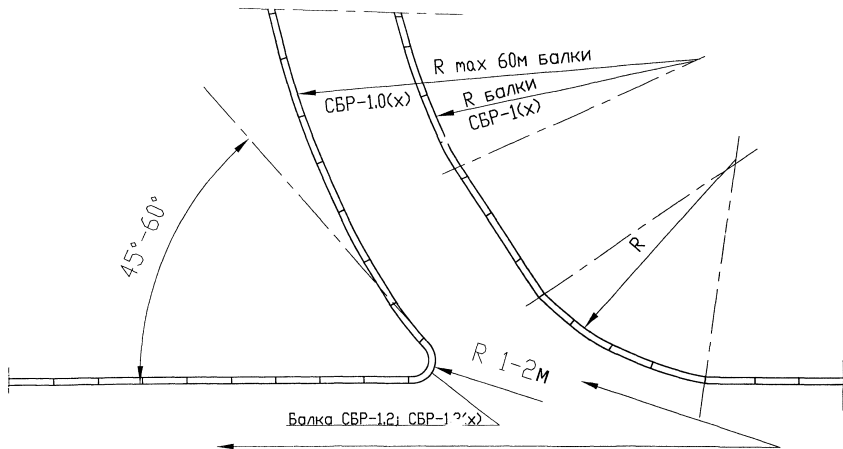 R max 60м балки
СБР-1.0(х)
R балки
СБР-1(х)
45°-60°
R
R 1-2м
Балка СБР-1.2;